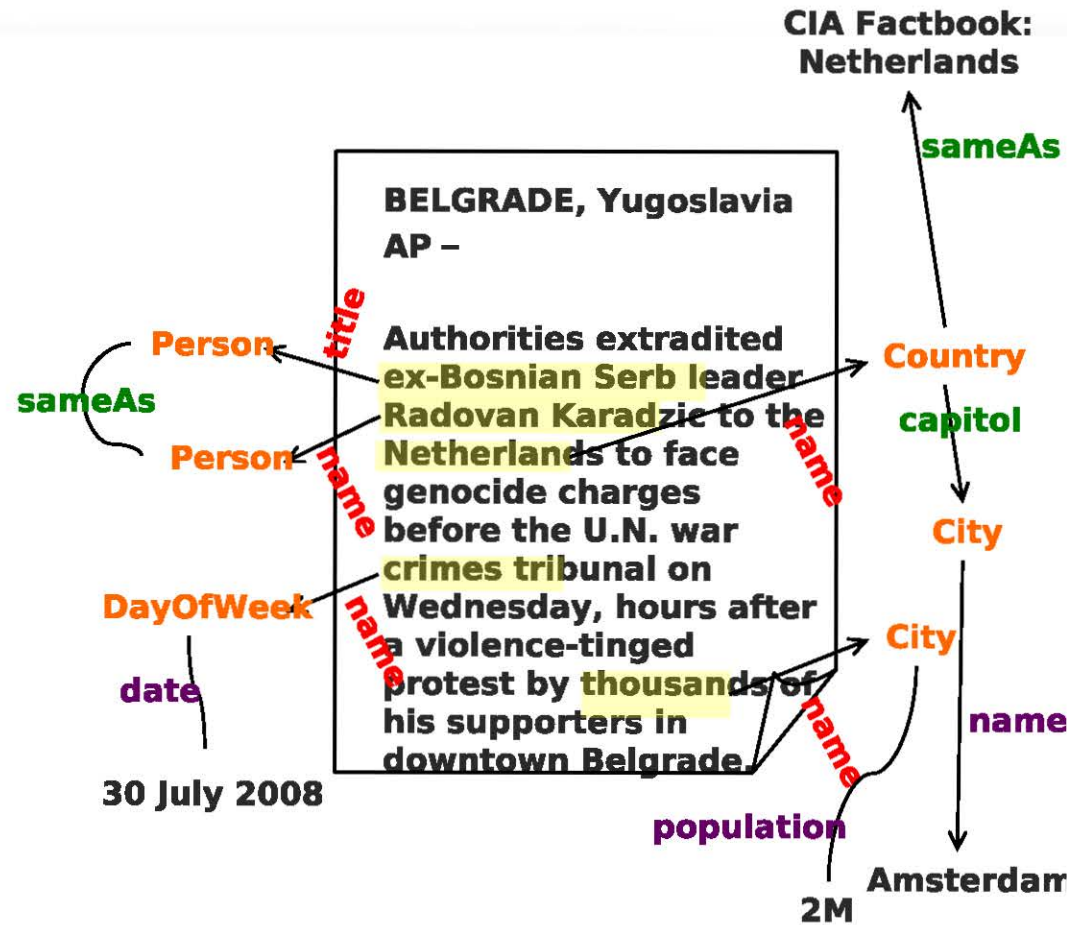 CIA Factbook:
Netherlands
sameAs
BELGRADE, Yugoslavia
AP –
title
Authorities extradited
ex-Bosnian Serb leader
Radovan Karadzic to the
Netherlands to face
genocide charges
before the U.N. war
crimes tribunal on
Wednesday, hours after
a violence-tinged
protest by thousands of
his supporters in
downtown Belgrade.
Person
sameAs
Person
name
name
DayOfWeek
date
30 July 2008
Country
capitol
name
City
City
name
name
population
Amsterdam
2M